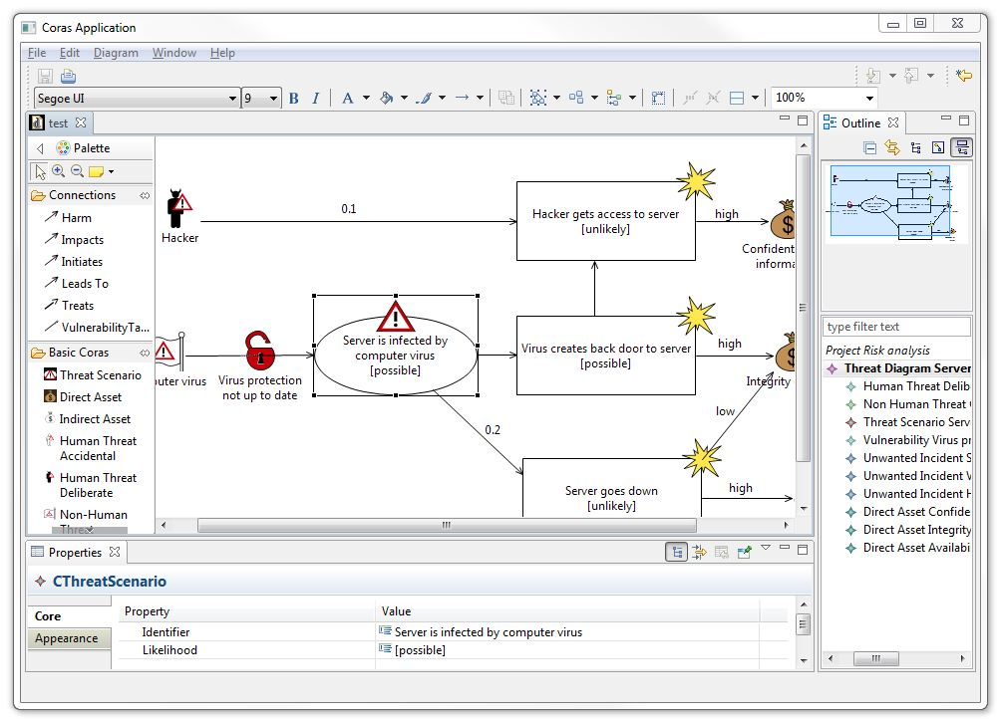 Coras Application
File Edit Diagram Window Help
Segoe UI 9 B I A 100%
test
Palette
Connections
Harm
Impacts
Initiates
Leads To
Treats
VulnerabilityTa...
Basic Coras
Threat Scenario
Direct Asset
Indirect Asset
Human Threat
Accidental
Human Threat
Deliberate
Non-Human
Hacker
0.1
Hacker gets access to server
[unlikely]
high
Confident
informa
uter virus
Virus protection
not up to date
Server is infected by
computer virus
[possible]
Virus creates back door to server
[possible]
high
Integrity
low
0.2
Server goes down
[unlikely]
high
Outline
type filter text
Project Risk analysis
Threat Diagram Server
Human Threat Delib
Non Human Threat
Threat Scenario Serv
Vulnerability Virus pr
Unwanted Incident S
Unwanted Incident V
Unwanted Incident H
Direct Asset Confide
Direct Asset Integrity
Direct Asset Availabi
Properties
CThreatScenario
Core
Appearance
Property Value
Identifier Server is infected by computer virus
Likelihood [possible]